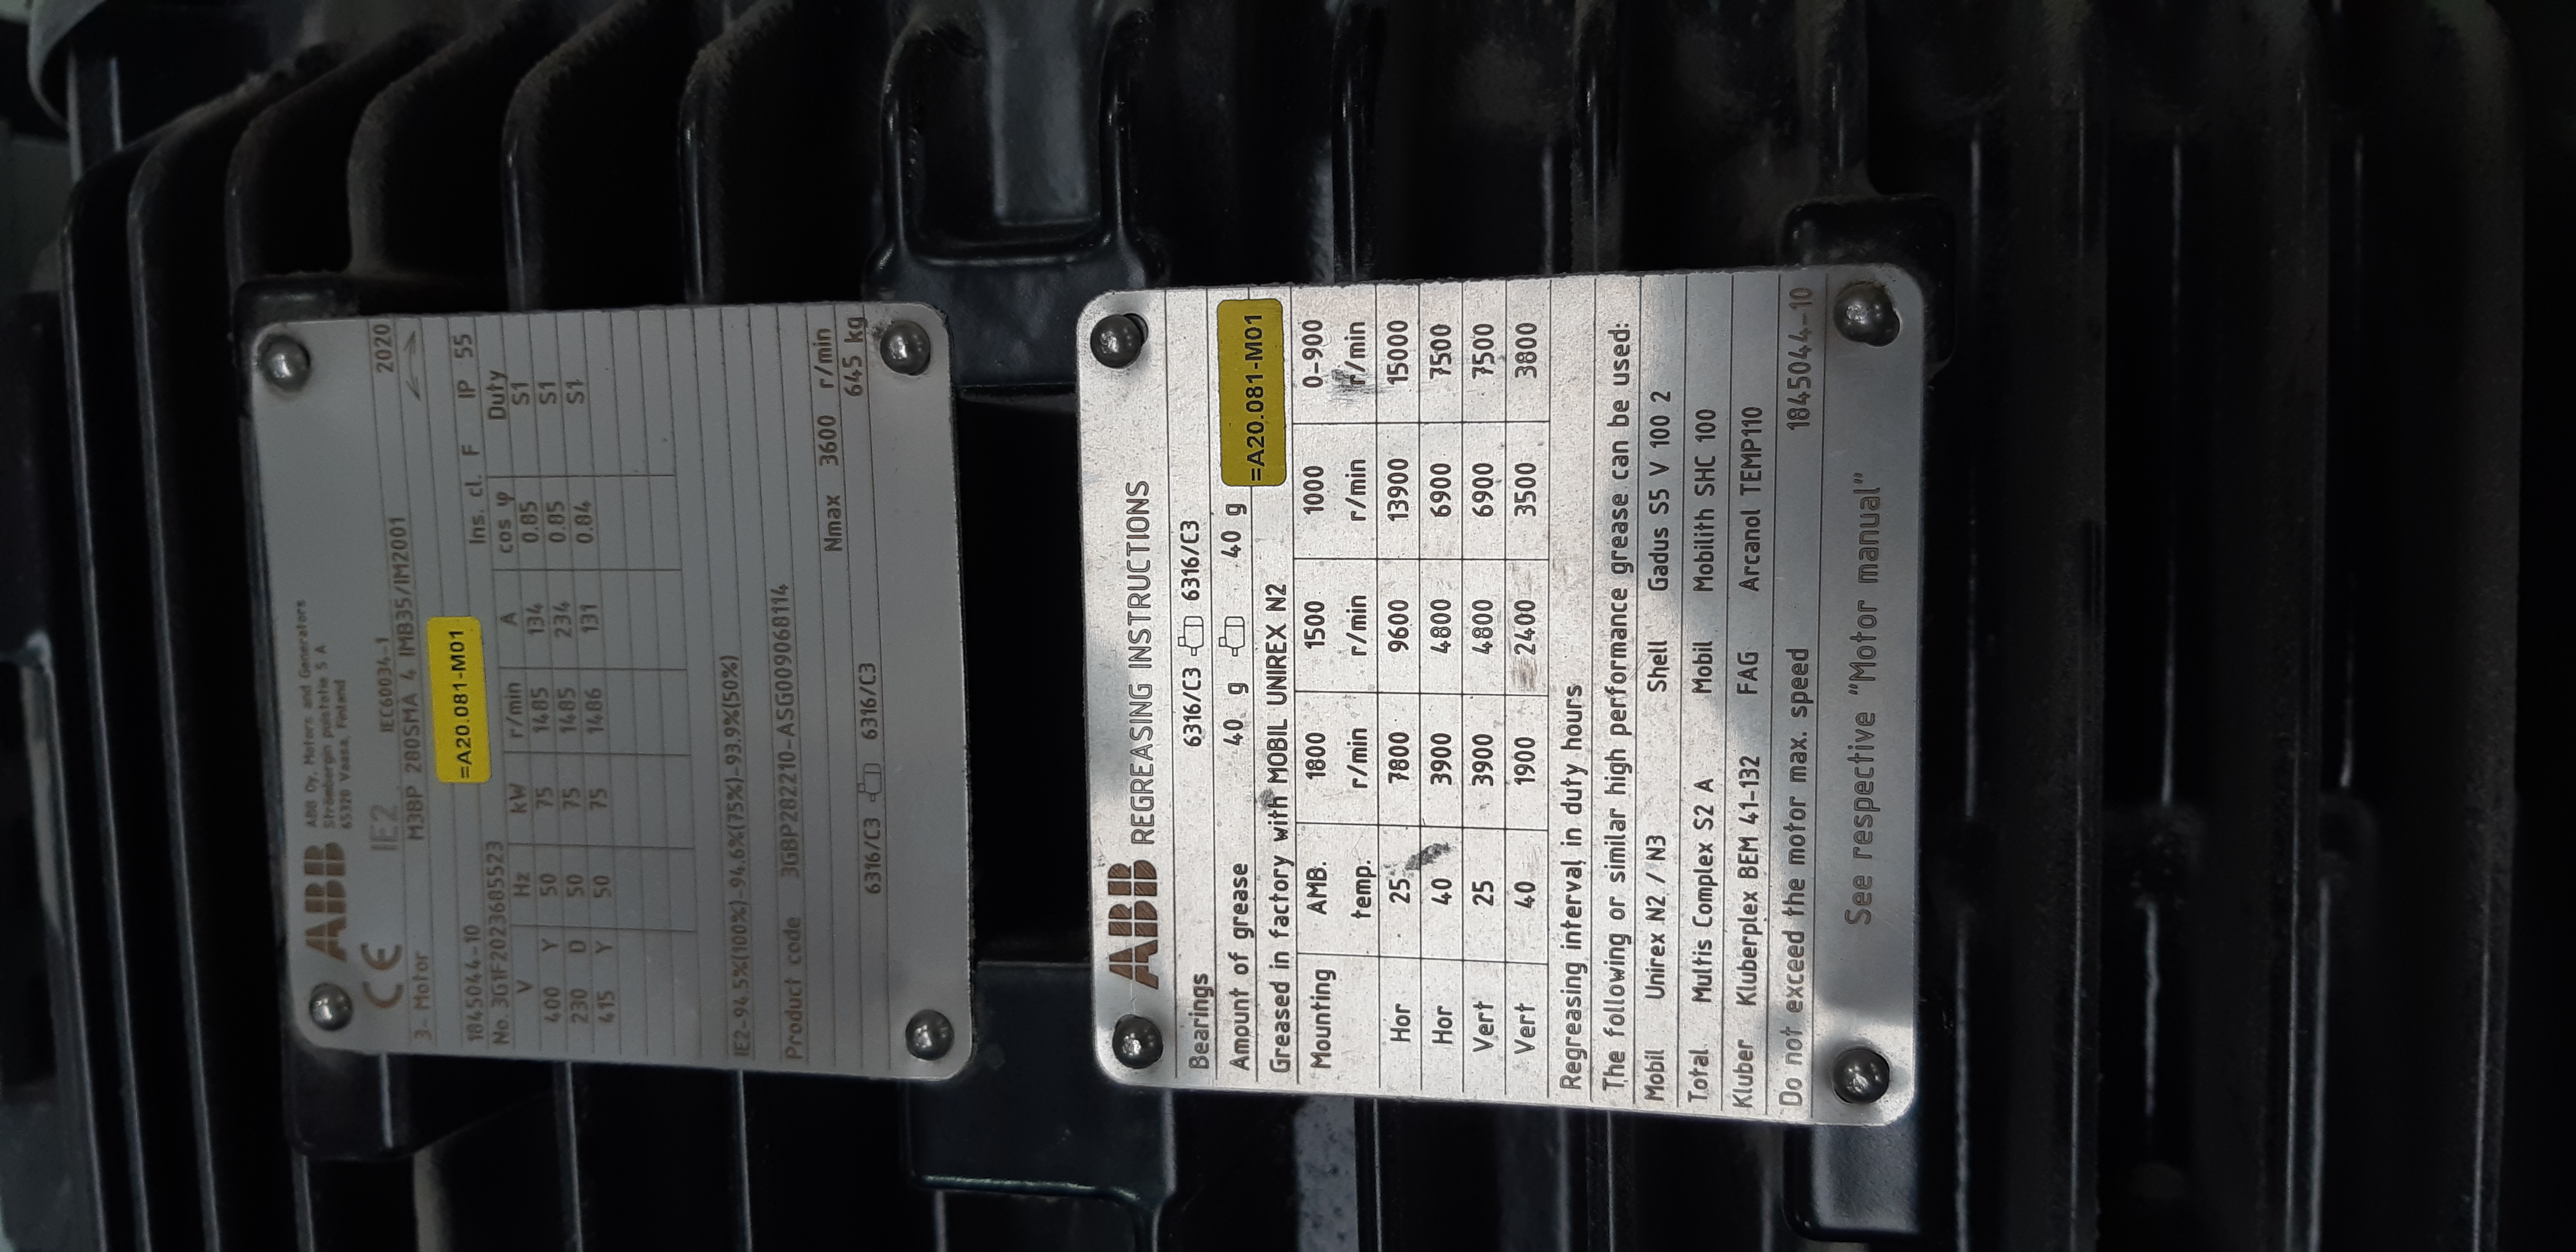 ABB ABB Oy, Motors and Generators
Strömbergin puistotie 5 A
65320 Vaasa, Finland
CE IE2 IEC60034-1 2020
3~ Motor M3BP 280SMA 4 IMB35/IM2001
=A20.081-M01
1845044-10 Ins. cl. F IP 55
No. 3G1F2023685523
V Hz kW r/min A cos φ Duty
400 Y 50 75 1485 134 0.85 S1
230 D 50 75 1485 234 0.85 S1
415 Y 50 75 1486 131 0.84 S1
IE2-94.5%(100%)-94.6%(75%)-93.9%(50%)
Product code 3GBP282210-ASG009068114
Nmax 3600 r/min
6316/C3 6316/C3 645 kg
ABB REGREASING INSTRUCTIONS
Bearings 6316/C3 6316/C3
Amount of grease 40 g 40 g
=A20.081-M01
Greased in factory with MOBIL UNIREX N2
Mounting AMB. 1800 1500 1000 0-900
temp. r/min r/min r/min r/min
Hor 25 7800 9600 13900 15000
Hor 40 3900 4800 6900 7500
Vert 25 3900 4800 6900 7500
Vert 40 1900 2400 3500 3800
Regreasing interval in duty hours
The following or similar high performance grease can be used:
Mobil Unirex N2 / N3 Shell Gadus S5 V 100 2
Total Multis Complex S2 A Mobil Mobilith SHC 100
Kluber Kluberplex BEM 41-132 FAG Arcanol TEMP110
Do not exceed the motor max. speed 1845044-10
See respective "Motor manual"